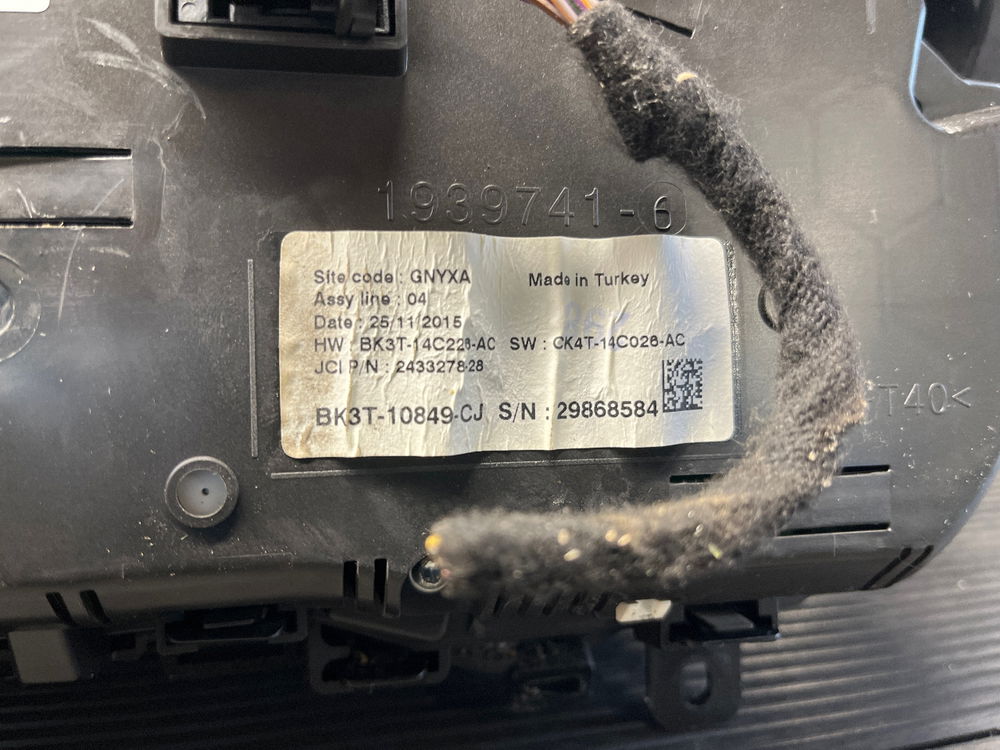 1939741-6
Site code : GNYXA Made in Turkey
Assy line : 04
Date : 25/11/2015
HW : BK3T-14C226-AC SW : CK4T-14C026-AC
JCI P/N : 2433278-28
BK3T-10849-CJ S/N : 29868584
T40<